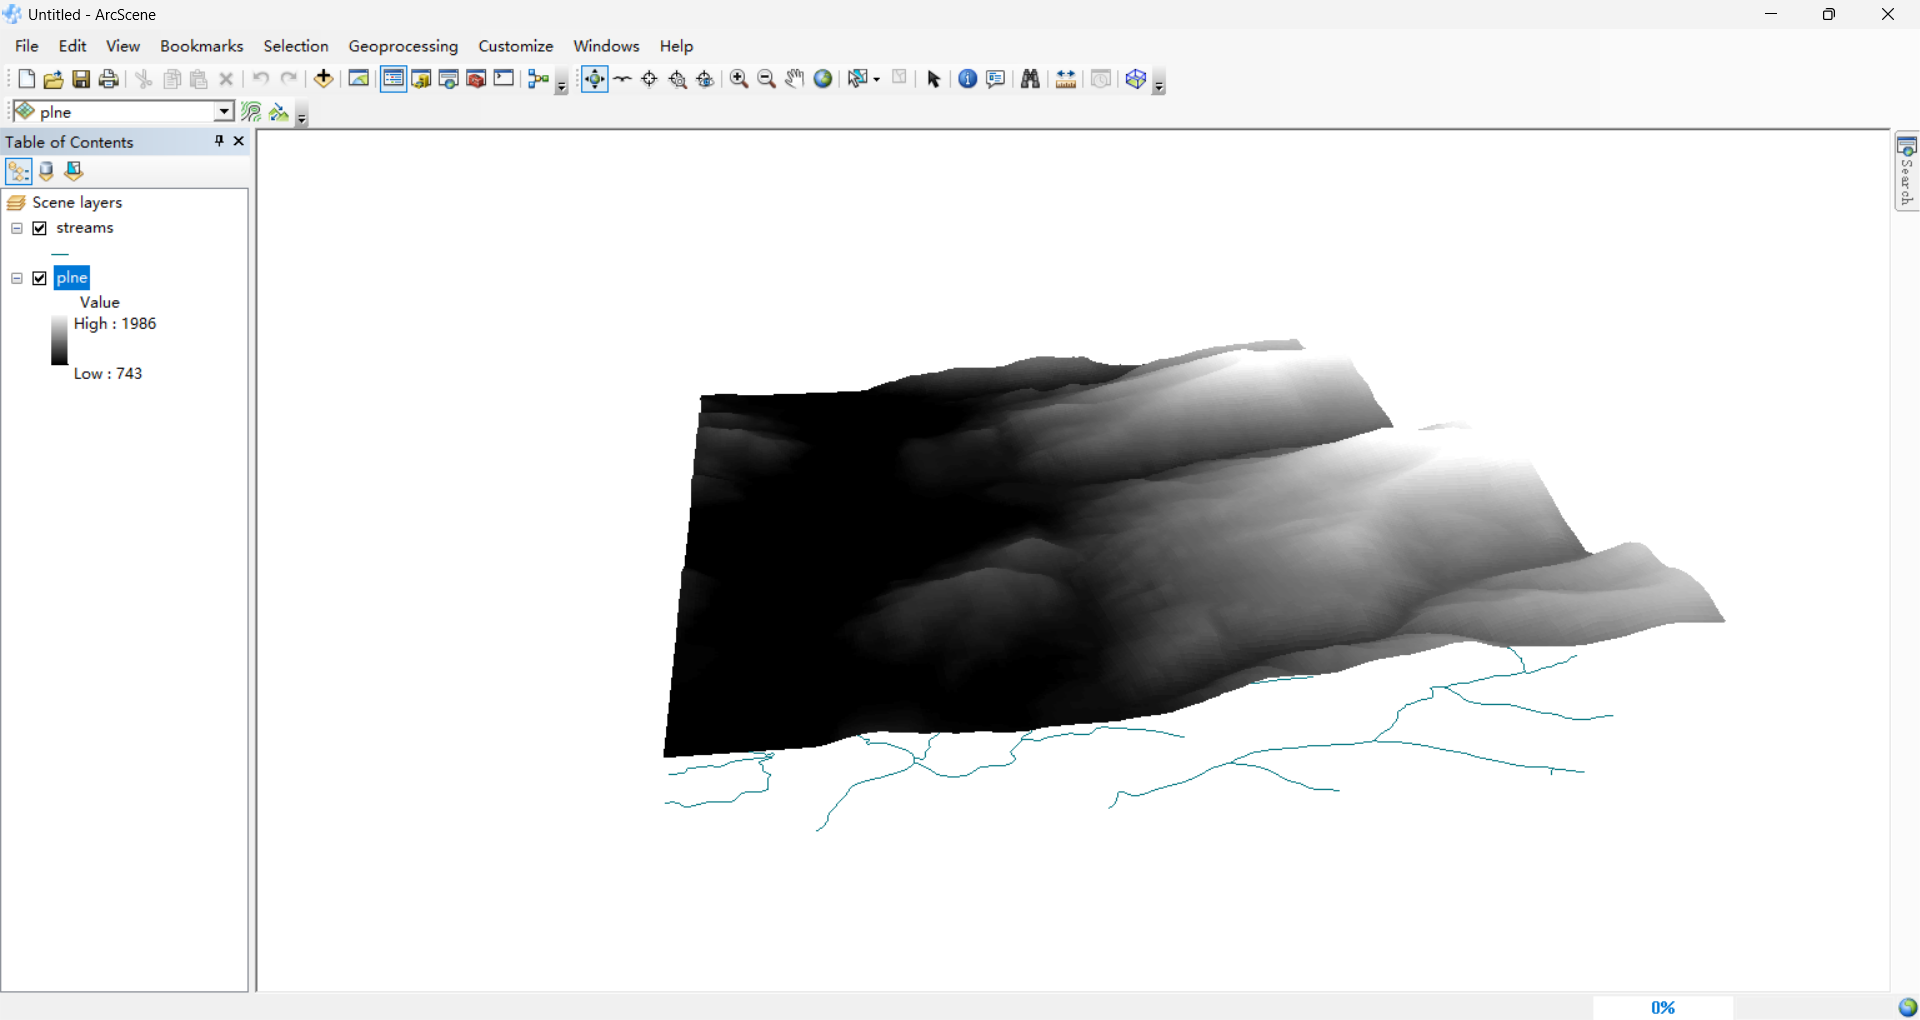 Untitled - ArcScene
File Edit View Bookmarks Selection Geoprocessing Customize Windows Help
plne
Table of Contents
Scene layers
streams
plne
Value
High : 1986
Low : 743
Search
0%